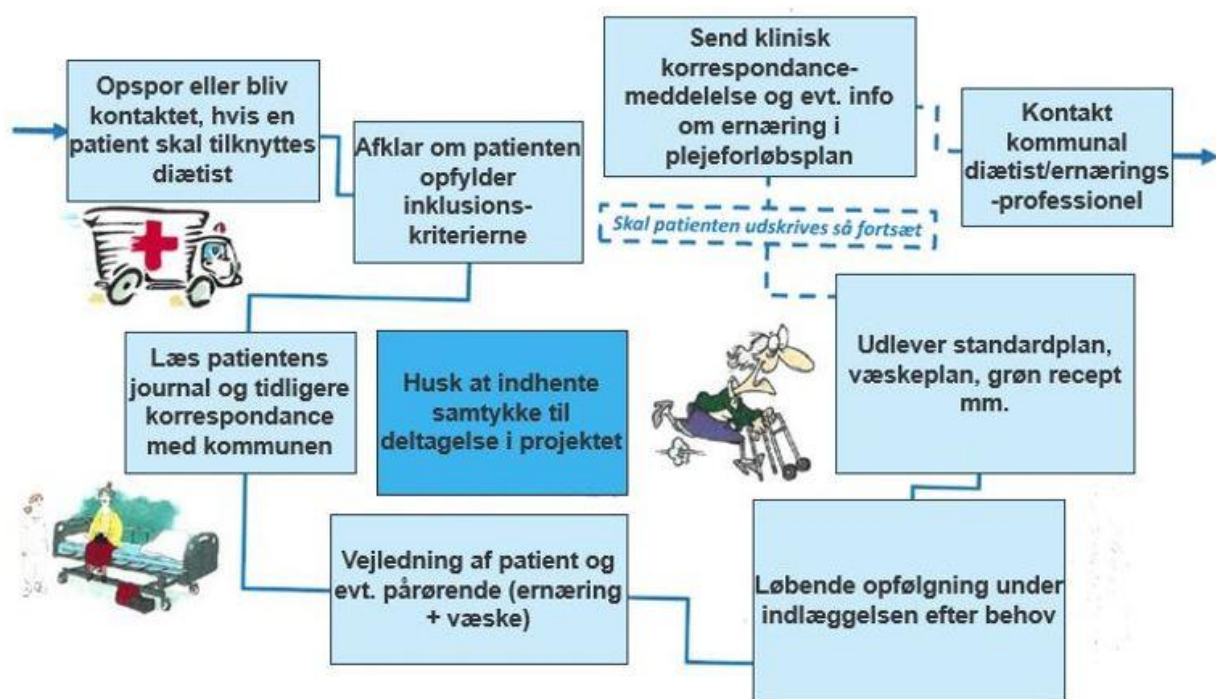 Opspor eller bliv
kontaktet, hvis en
patient skal tilknyttes
diætist
Afklar om patienten
opfylder
inklusions-
kriterierne
Læs patientens
journal og tidligere
korrespondance
med kommunen
Husk at indhente
samtykke til
deltagelse i projektet
Vejledning af patient og
evt. pårørende (ernæring
+ væske)
Løbende opfølgning under
indlæggelsen efter behov
Udlever standardplan,
væskeplan, grøn recept
mm.
Skal patienten udskrives så fortsæt
Send klinisk
korrespondance-
meddelelse og evt. info
om ernæring i
plejeforløbsplan
Kontakt
kommunal
diætist/ernærings
-professionel